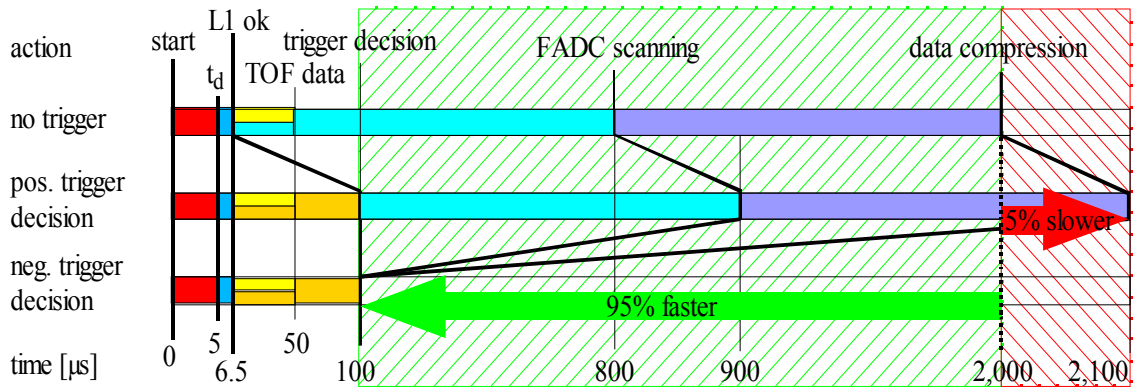 L1 ok
action
start
trigger decision
FADC scanning
data compression
t_d
TOF data
no trigger
pos. trigger
decision
5% slower
neg. trigger
decision
95% faster
time [μs]
0
5
6.5
50
100
800
900
2,000
2,100